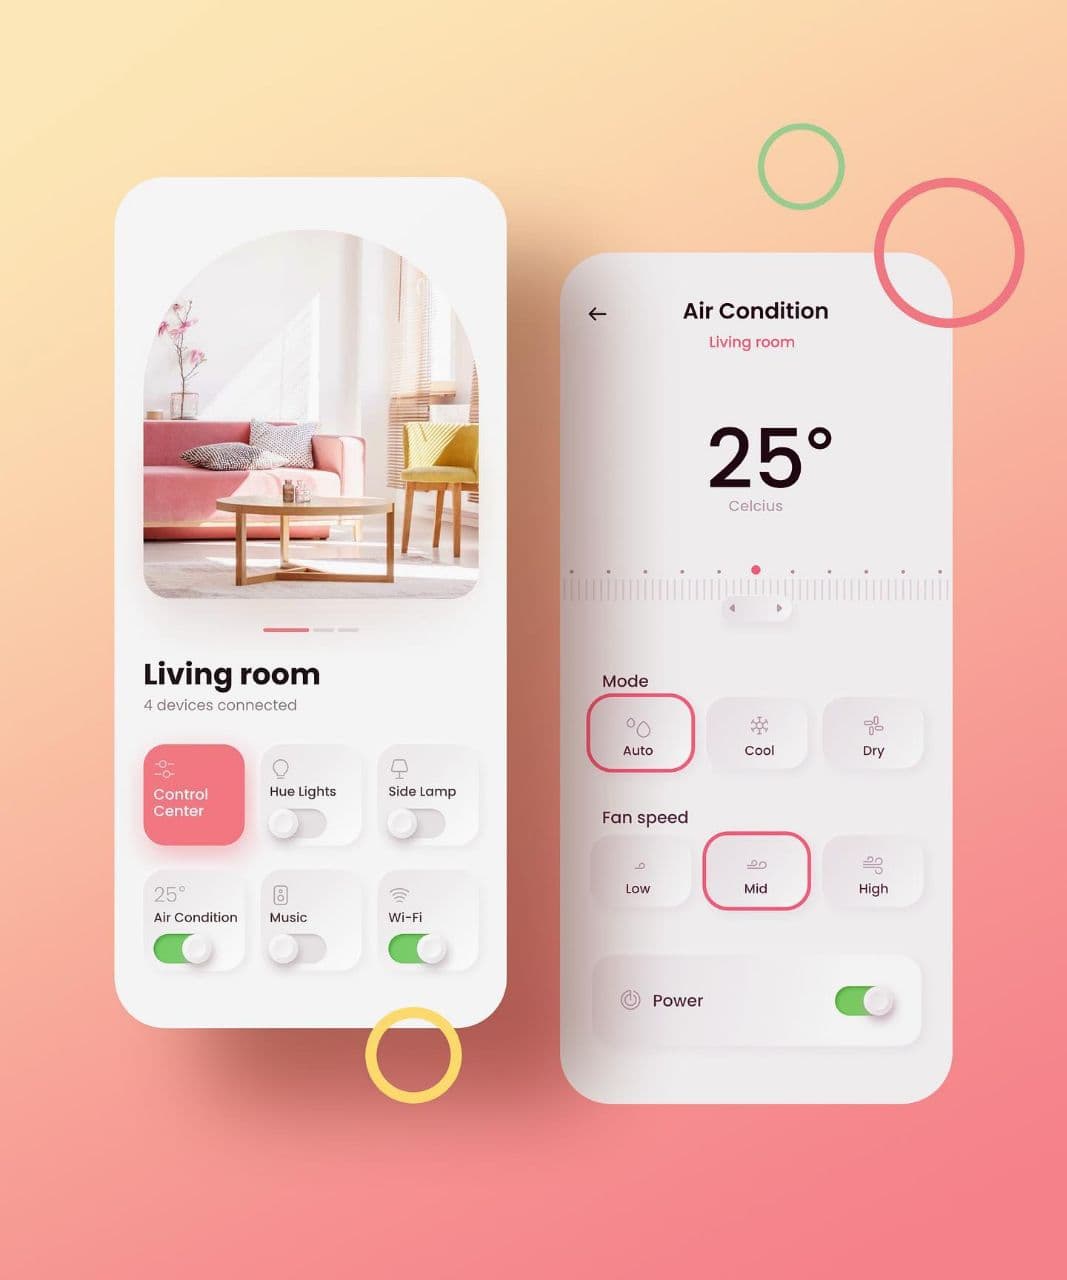 Living room
4 devices connected
Control
Center
Hue Lights
Side Lamp
25°
Air Condition
Music
Wi-Fi
Air Condition
Living room
25°
Celcius
Mode
Auto
Cool
Dry
Fan speed
Low
Mid
High
Power